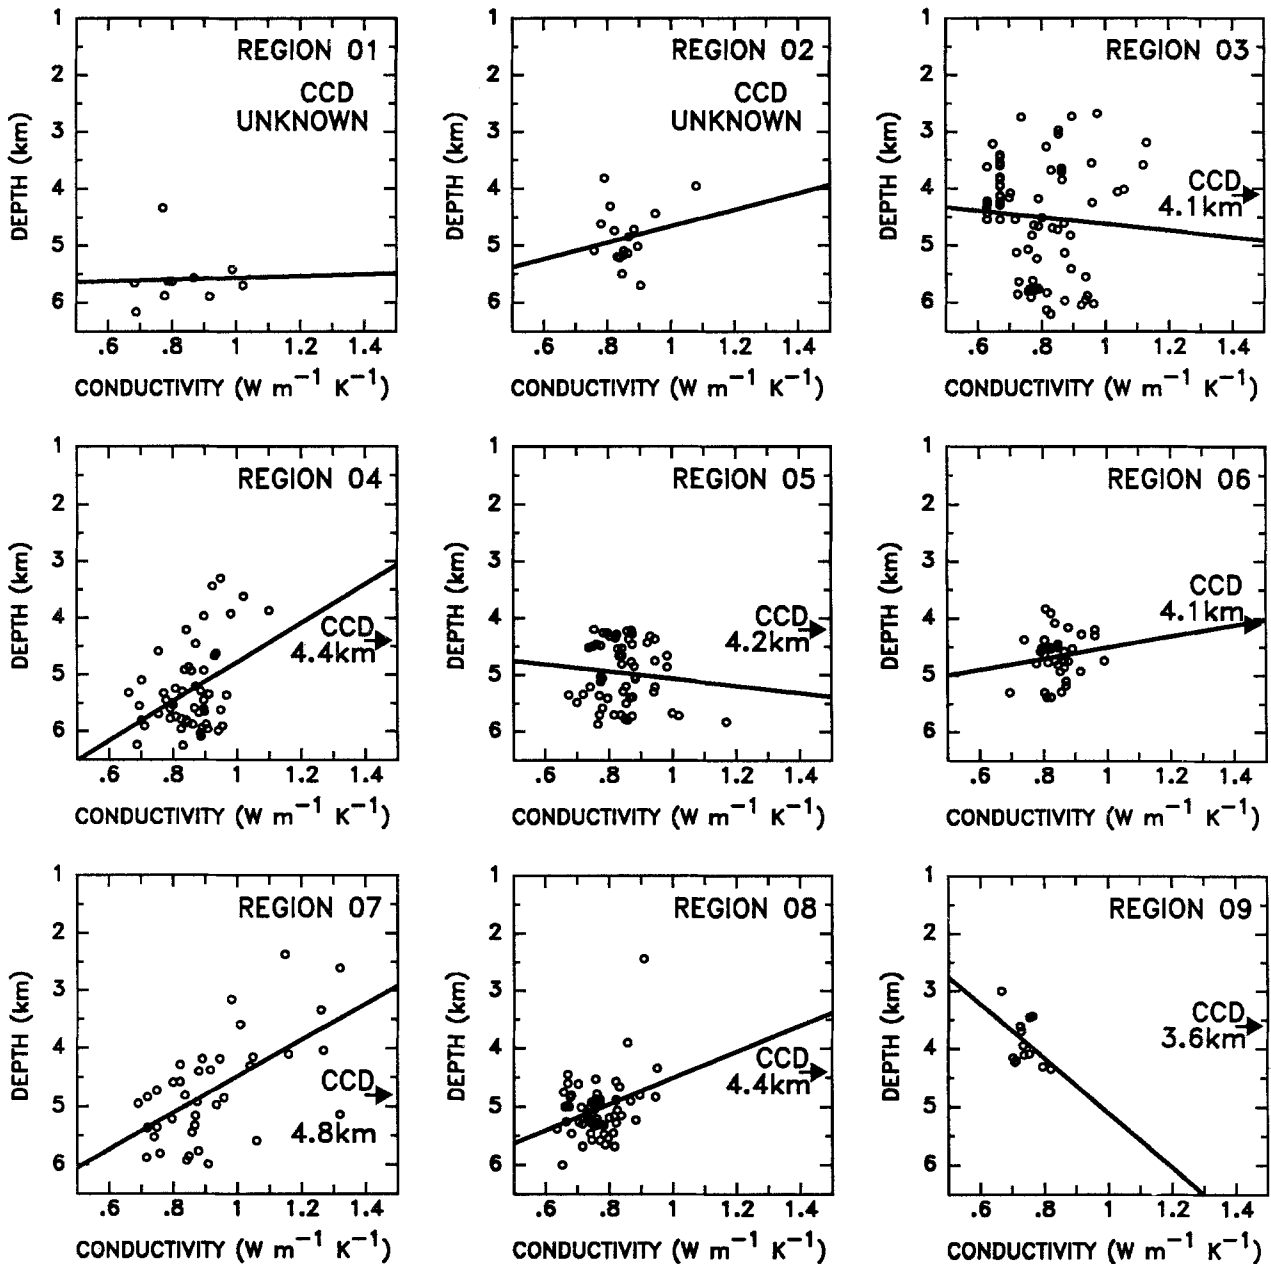 REGION 01
CCD
UNKNOWN
1
2
3
4
5
6
DEPTH (km)
.6 .8 1 1.2 1.4
CONDUCTIVITY (W m⁻¹ K⁻¹)
REGION 02
CCD
UNKNOWN
1
2
3
4
5
6
DEPTH (km)
.6 .8 1 1.2 1.4
CONDUCTIVITY (W m⁻¹ K⁻¹)
REGION 03
CCD
4.1km
1
2
3
4
5
6
DEPTH (km)
.6 .8 1 1.2 1.4
CONDUCTIVITY (W m⁻¹ K⁻¹)
REGION 04
CCD
4.4km
1
2
3
4
5
6
DEPTH (km)
.6 .8 1 1.2 1.4
CONDUCTIVITY (W m⁻¹ K⁻¹)
REGION 05
CCD
4.2km
1
2
3
4
5
6
DEPTH (km)
.6 .8 1 1.2 1.4
CONDUCTIVITY (W m⁻¹ K⁻¹)
REGION 06
CCD
4.1km
1
2
3
4
5
6
DEPTH (km)
.6 .8 1 1.2 1.4
CONDUCTIVITY (W m⁻¹ K⁻¹)
REGION 07
CCD
4.8km
1
2
3
4
5
6
DEPTH (km)
.6 .8 1 1.2 1.4
CONDUCTIVITY (W m⁻¹ K⁻¹)
REGION 08
CCD
4.4km
1
2
3
4
5
6
DEPTH (km)
.6 .8 1 1.2 1.4
CONDUCTIVITY (W m⁻¹ K⁻¹)
REGION 09
CCD
3.6km
1
2
3
4
5
6
DEPTH (km)
.6 .8 1 1.2 1.4
CONDUCTIVITY (W m⁻¹ K⁻¹)